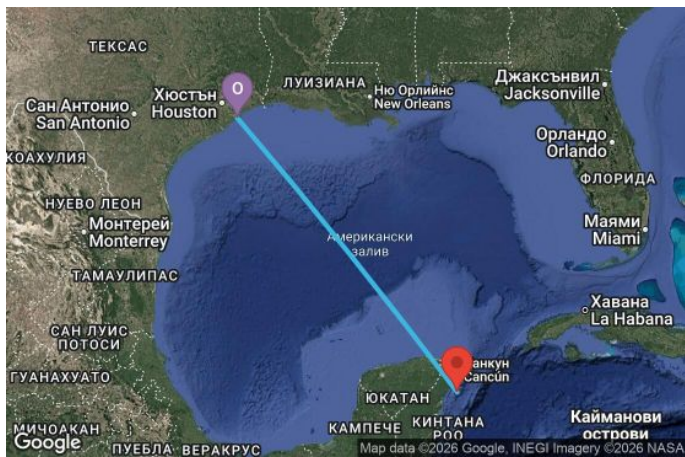 ТЕКСАС
ЛУИЗИАНА
Ню Орлийнс
New Orleans
Джаксънвил
Jacksonville
Хюстън
Houston
O
Сан Антонио
San Antonio
Орландо
Orlando
КОАХУЛИЯ
ФЛОРИДА
НУЕВО ЛЕОН
Монтерей
Monterrey
Маями
Miami
Американски
залив
ТАМАУЛИПАС
Хавана
La Habana
САН ЛУИС
ПОТОСИ
ГУАНАХУАТО
Cancún
ЮКАТАН
МИЧОАКАН
КАМПЕЧЕ
КИНТАНА
РОО
Кайманови
острови
ПУЕБЛА
ВЕРАКРУС
Google
Map data ©2026 Google, INEGI Imagery ©2026 NASA